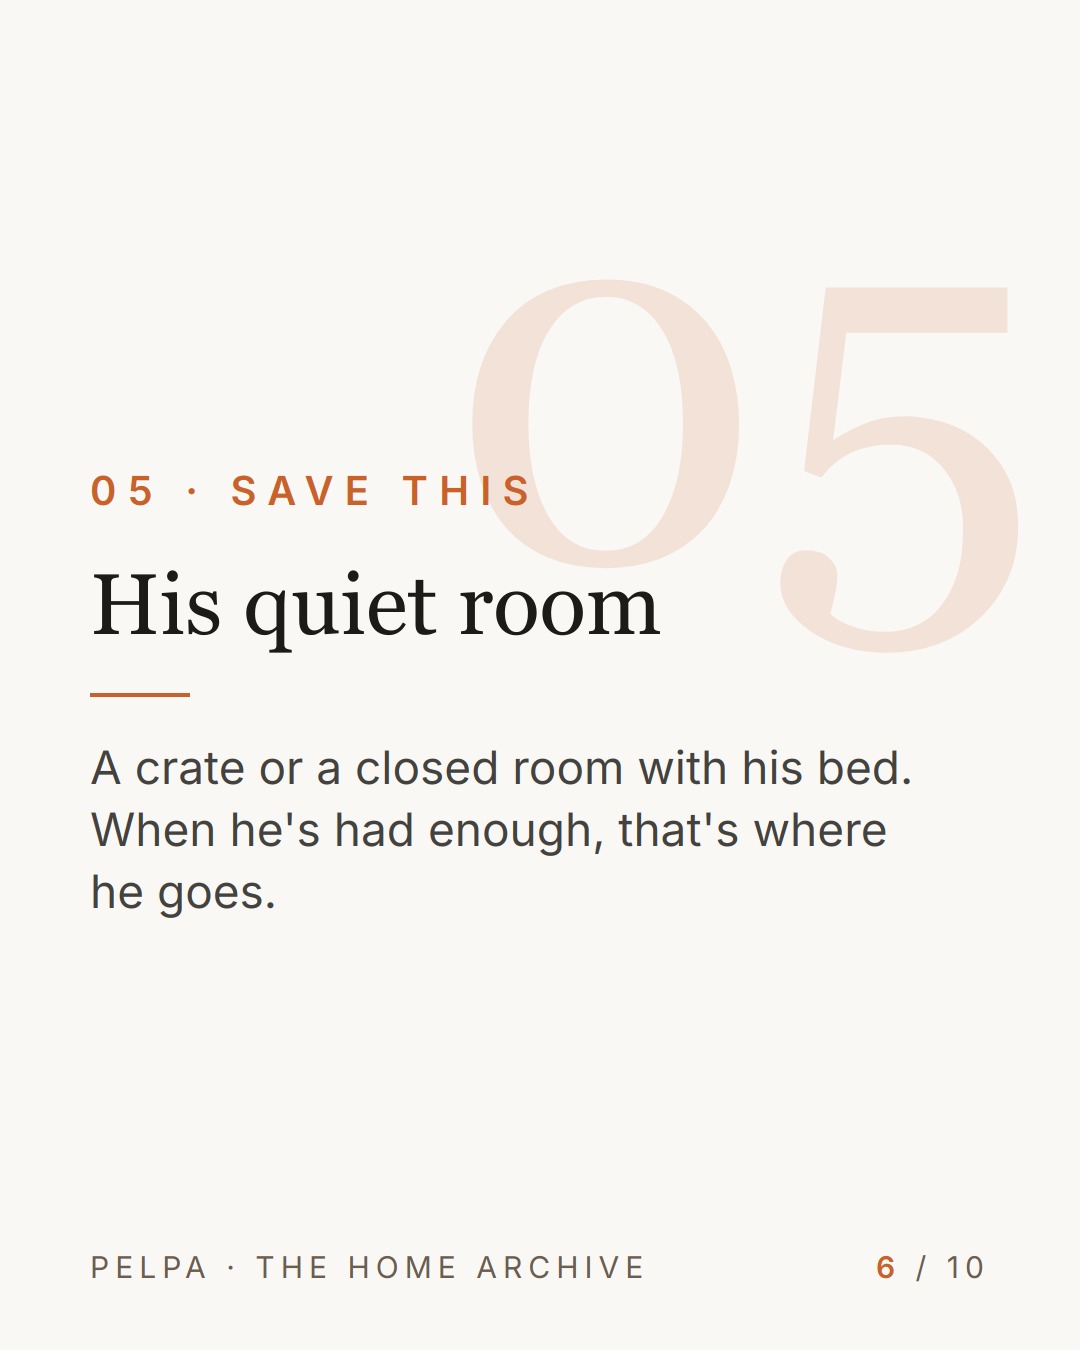 05
05 · SAVE THIS
His quiet room
A crate or a closed room with his bed.
When he's had enough, that's where
he goes.
PELPA · THE HOME ARCHIVE
6 / 10